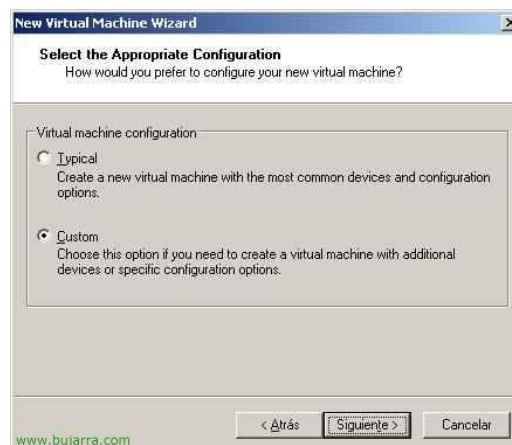 New Virtual Machine Wizard
Select the Appropriate Configuration
How would you prefer to configure your new virtual machine?
Virtual machine configuration
Typical
Create a new virtual machine with the most common devices and configuration
options.
Custom
Choose this option if you need to create a virtual machine with additional
devices or specific configuration options.
< Atrás Siguiente > Cancelar
www.bujarra.com